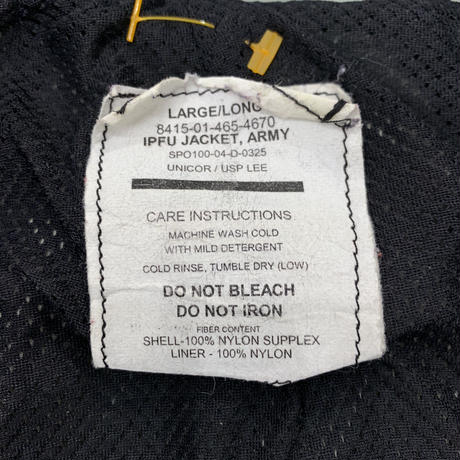 LARGE/LONG
8415-01-465-4670
IPFU JACKET, ARMY
SPO100-04-D-0325
UNICOR / USP LEE
CARE INSTRUCTIONS
MACHINE WASH COLD
WITH MILD DETERGENT
COLD RINSE, TUMBLE DRY (LOW)
DO NOT BLEACH
DO NOT IRON
FIBER CONTENT
SHELL-100% NYLON SUPPLEX
LINER - 100% NYLON